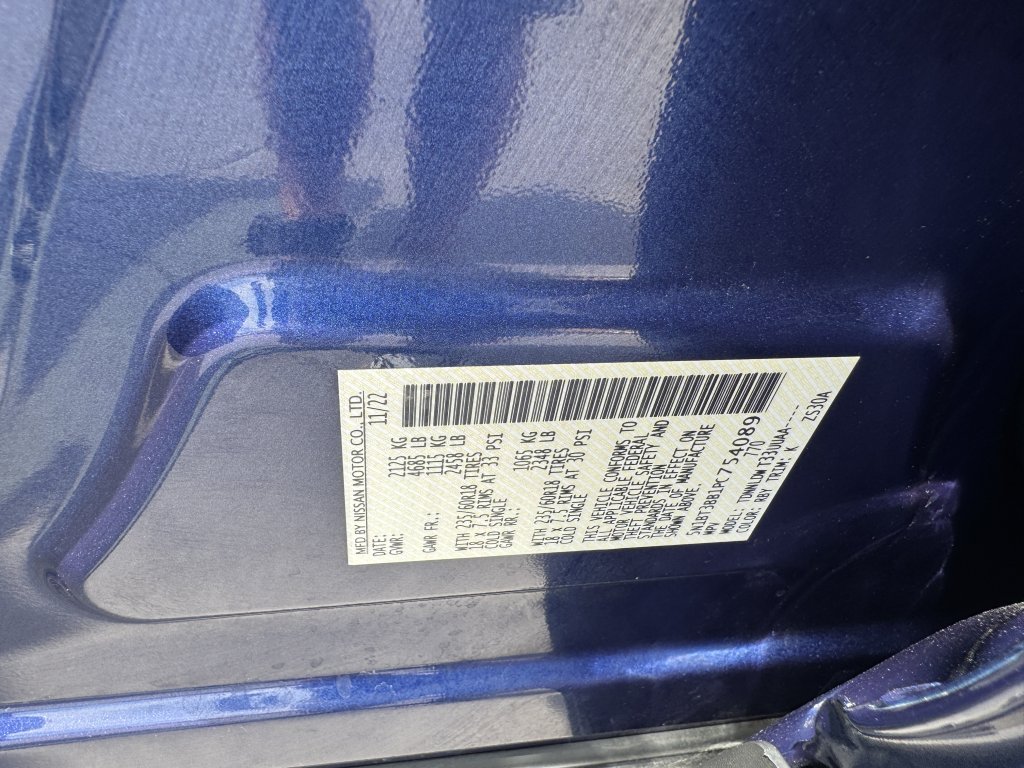 MFD BY NISSAN MOTOR CO., LTD.
DATE: 11/22
GVWR: 2125 KG
4685 LB
GAWR FR.: 1115 KG
2458 LB
WITH 235/60R18 TIRES
18 X 7.5 RIMS AT 33 PSI
COLD SINGLE
GAWR RR.: 1065 KG
2348 LB
WITH 235/60R18 TIRES
18 X 7.5 RIMS AT 30 PSI
COLD SINGLE
THIS VEHICLE CONFORMS TO
ALL APPLICABLE FEDERAL
MOTOR VEHICLE SAFETY AND
THEFT PREVENTION
STANDARDS IN EFFECT ON
THE DATE OF MANUFACTURE
SHOWN ABOVE.
5N1BT3BB1PC754089
MPV 7770
MODEL: TDNNLDW T33UUAA----
COLOR: RBY TRIM: K ZS30A